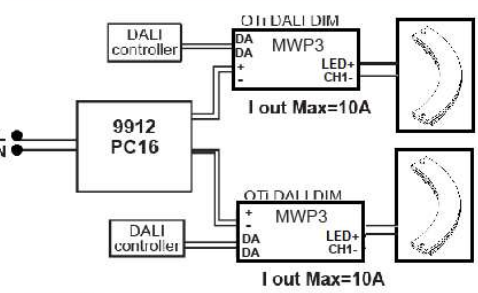 OTi DALI DIM
DALI
controller
DA
DA
+
-
MWP3
LED+
CH1-
I out Max=10A
9912
PC16
N
OTi DALI DIM
+
-
DA
DA
MWP3
LED+
CH1-
DALI
controller
I out Max=10A